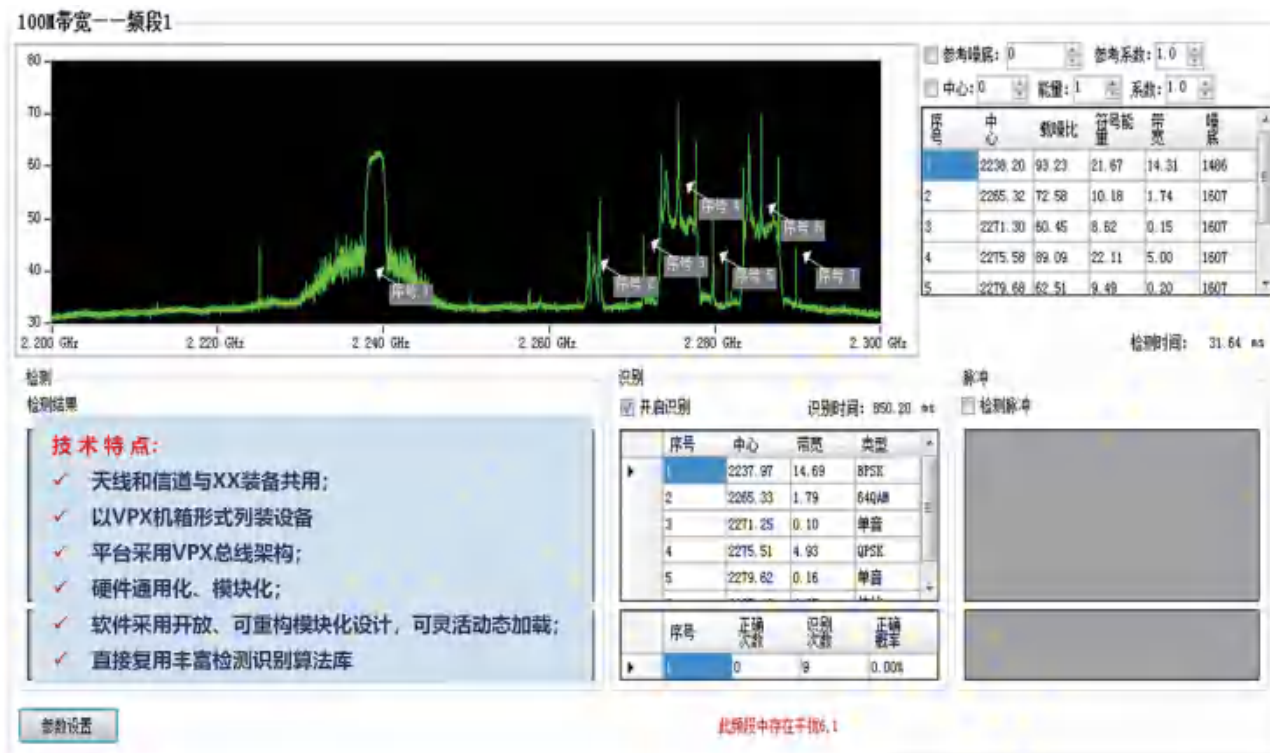 100M带宽——频段1
80
70
60
50
40
30
序号 1
序号 2
序号 3
序号 4
序号 5
序号 6
序号 7
2.200 GHz 2.220 GHz 2.240 GHz 2.260 GHz 2.280 GHz 2.300 GHz
参考噪底: 0 参考系数: 1.0
中心: 0 能量: 1 系数: 1.0
序号 中心 载噪比 符号能量 带宽 噪底
1 2238.20 93.23 21.67 14.31 1486
2 2265.32 72.58 10.18 1.74 1607
3 2271.30 60.45 8.62 0.15 1607
4 2275.58 89.09 22.11 5.00 1607
5 2279.68 62.51 9.49 0.20 1607
检测时间: 31.64 ms
检测
检测结果
技术特点:
✓ 天线和信道与XX装备共用;
✓ 以VPX机箱形式列装设备
✓ 平台采用VPX总线架构;
✓ 硬件通用化、模块化;
✓ 软件采用开放、可重构模块化设计，可灵活动态加载;
✓ 直接复用丰富检测识别算法库
识别
开启识别 识别时间: 850.20 ms
序号 中心 带宽 类型
1 2237.97 14.69 BPSK
2 2265.33 1.79 64QAM
3 2271.25 0.10 单音
4 2275.51 4.93 QPSK
5 2279.62 0.16 单音
序号 正确次数 识别次数 正确概率
1 0 9 0.00%
脉冲
检测脉冲
参数设置
此频段中存在干扰6,1